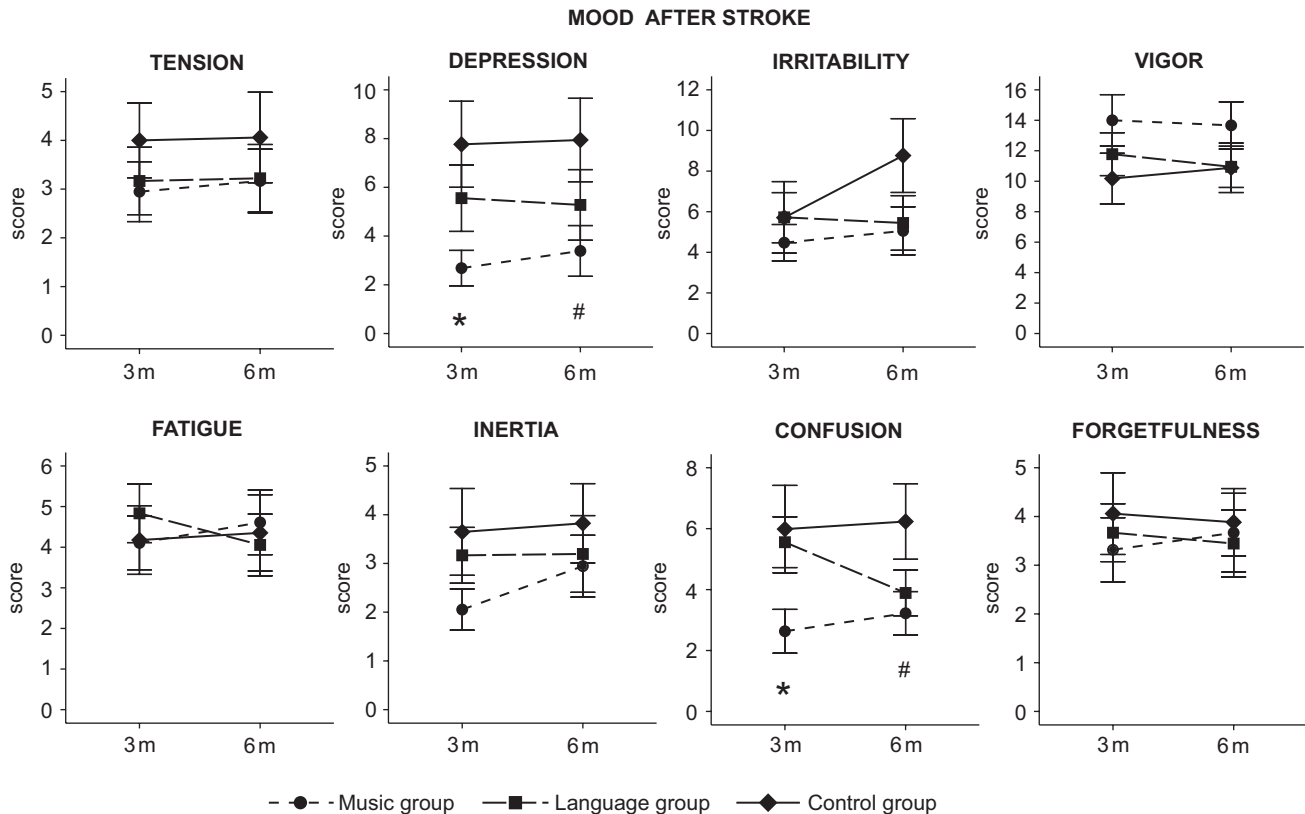 MOOD AFTER STROKE
TENSION
DEPRESSION
IRRITABILITY
VIGOR
score
5
4
3
2
1
0
3m
6m
score
10
8
6
4
2
0
*
#
3m
6m
score
12
10
8
6
4
2
0
3m
6m
score
16
14
12
10
8
6
4
2
0
3m
6m
FATIGUE
INERTIA
CONFUSION
FORGETFULNESS
score
6
5
4
3
2
1
0
3m
6m
score
5
4
3
2
1
0
3m
6m
score
8
6
4
2
0
*
#
3m
6m
score
5
4
3
2
1
0
3m
6m
Music group
Language group
Control group